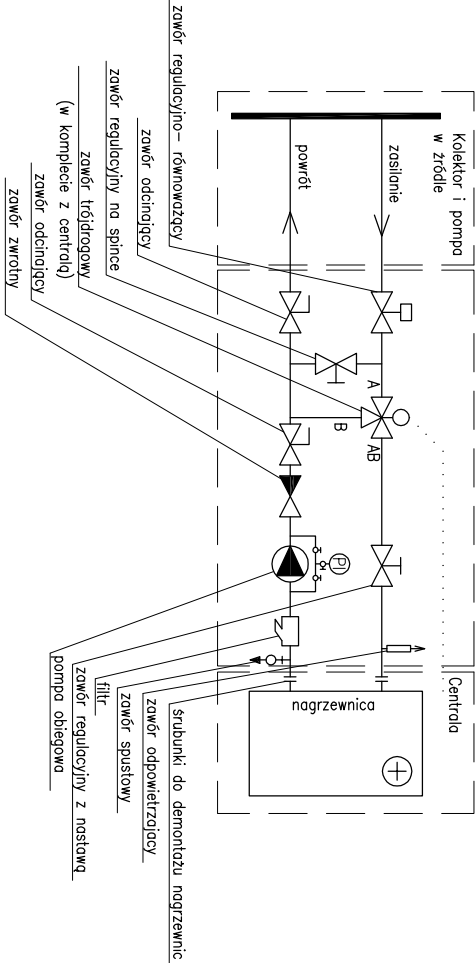 Kolektor i pompa
w źródle
zasilanie
powrót
A
B
AB
PI
Centrala
nagrzewnica
zawór regulacyjno- równoważący
zawór odcinający
zawór regulacyjny na spince
zawór trójdrogowy
(w komplecie z centralą)
zawór odcinający
zawór zwrotny
śrubunki do demontażu nagrzewnic
zawór odpowietrzajacy
zawór spustowy
filtr
zawór regulacyjny z nastawą
pompa obiegowa